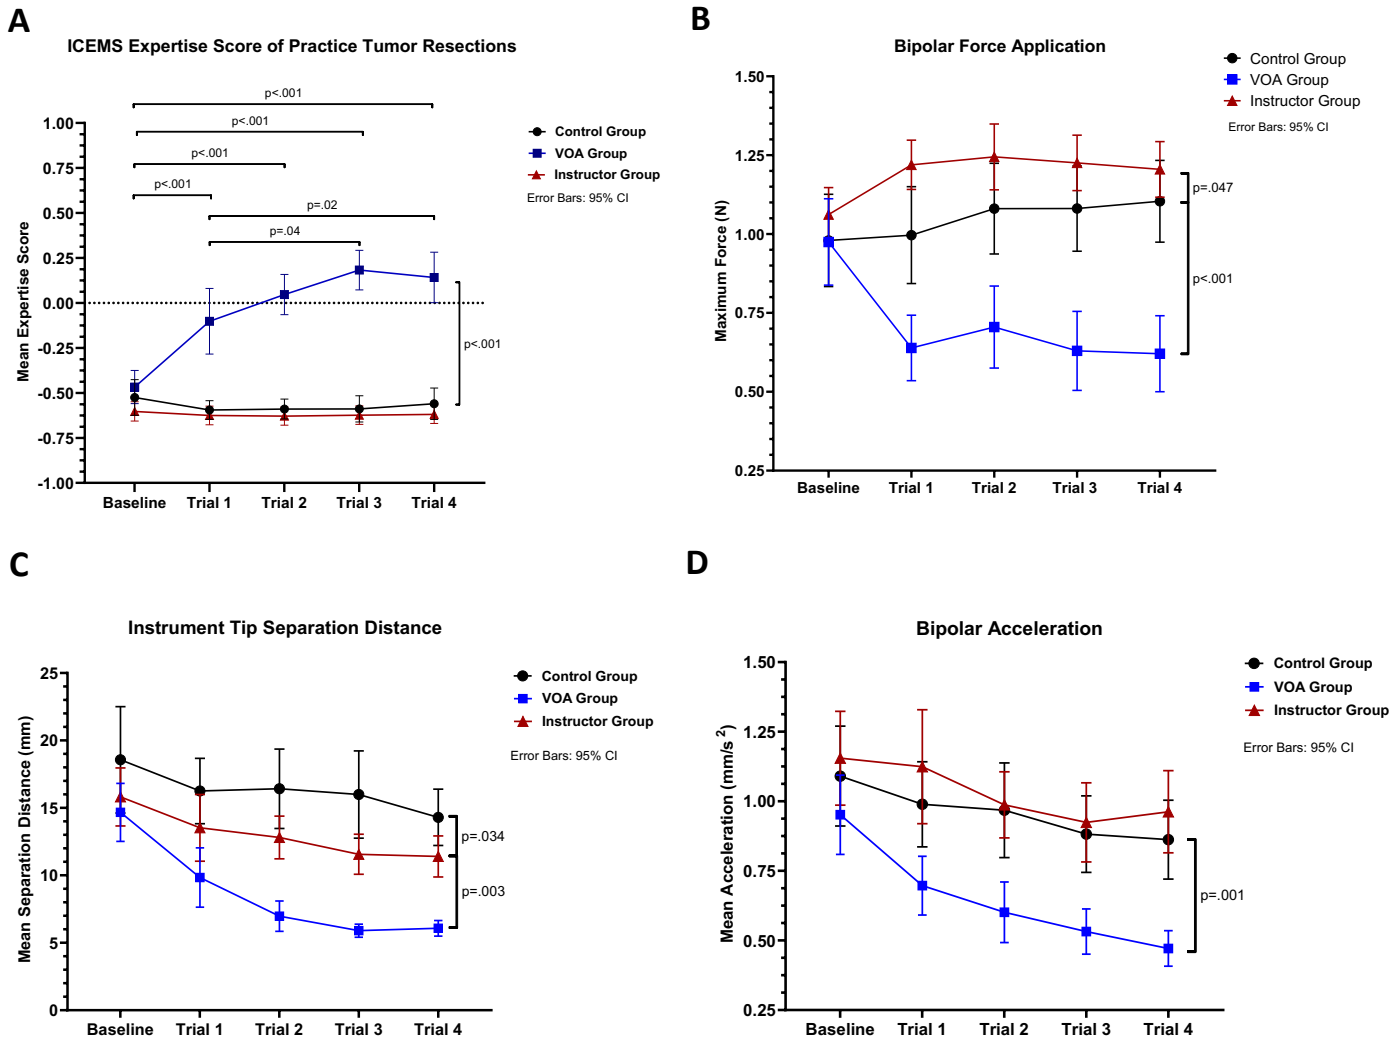 A
ICEMS Expertise Score of Practice Tumor Resections
p<.001
p<.001
p<.001
p<.001
p=.02
p=.04
p<.001
1.00
0.75
0.50
0.25
0.00
-0.25
-0.50
-0.75
-1.00
Mean Expertise Score
Baseline Trial 1 Trial 2 Trial 3 Trial 4
Control Group
VOA Group
Instructor Group
Error Bars: 95% CI
B
Bipolar Force Application
1.50
1.25
1.00
0.75
0.50
0.25
Maximum Force (N)
Baseline Trial 1 Trial 2 Trial 3 Trial 4
p=.047
p<.001
Control Group
VOA Group
Instructor Group
Error Bars: 95% CI
C
Instrument Tip Separation Distance
25
20
15
10
5
0
Mean Separation Distance (mm)
Baseline Trial 1 Trial 2 Trial 3 Trial 4
p=.034
p=.003
Control Group
VOA Group
Instructor Group
Error Bars: 95% CI
D
Bipolar Acceleration
1.50
1.25
1.00
0.75
0.50
0.25
Mean Acceleration (mm/s ²)
Baseline Trial 1 Trial 2 Trial 3 Trial 4
p=.001
Control Group
VOA Group
Instructor Group
Error Bars: 95% CI